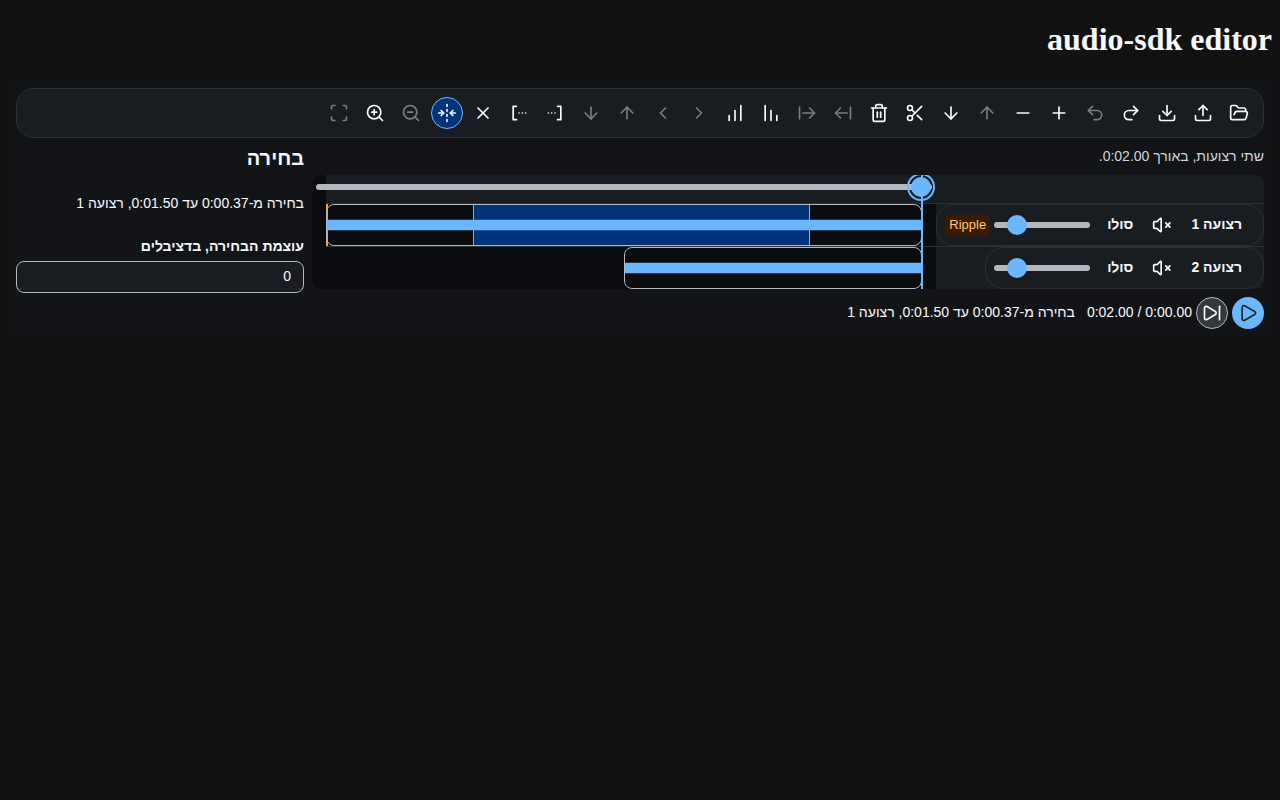 audio-sdk editor
שתי רצועות, באורך 0:02.00.
רצועה 1 סולו Ripple
רצועה 2 סולו
0:00.00 / 0:02.00 בחירה מ-0:00.37 עד 0:01.50, רצועה 1
בחירה
בחירה מ-0:00.37 עד 0:01.50, רצועה 1
עוצמת הבחירה, בדציבלים
0